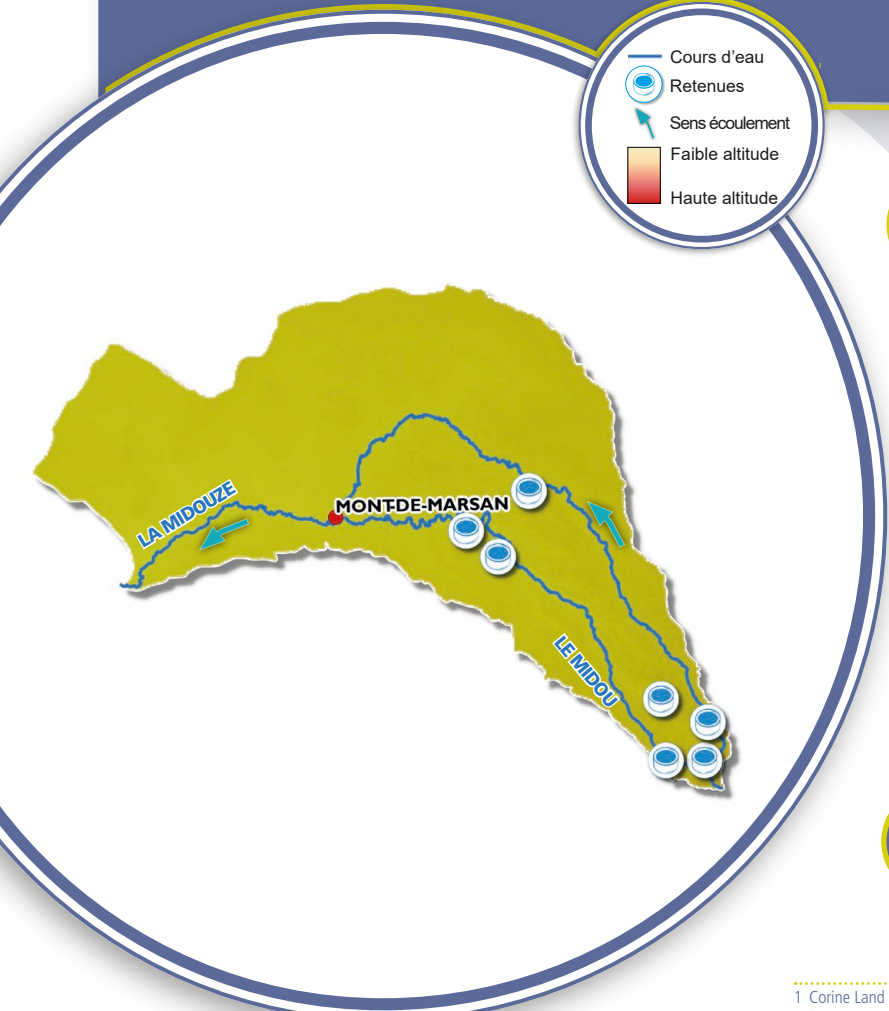 Cours d'eau
Retenues
Sens écoulement
Faible altitude
Haute altitude
LA MIDOUZE
MONT-DE-MARSAN
LE MIDOU
1 Corine Land